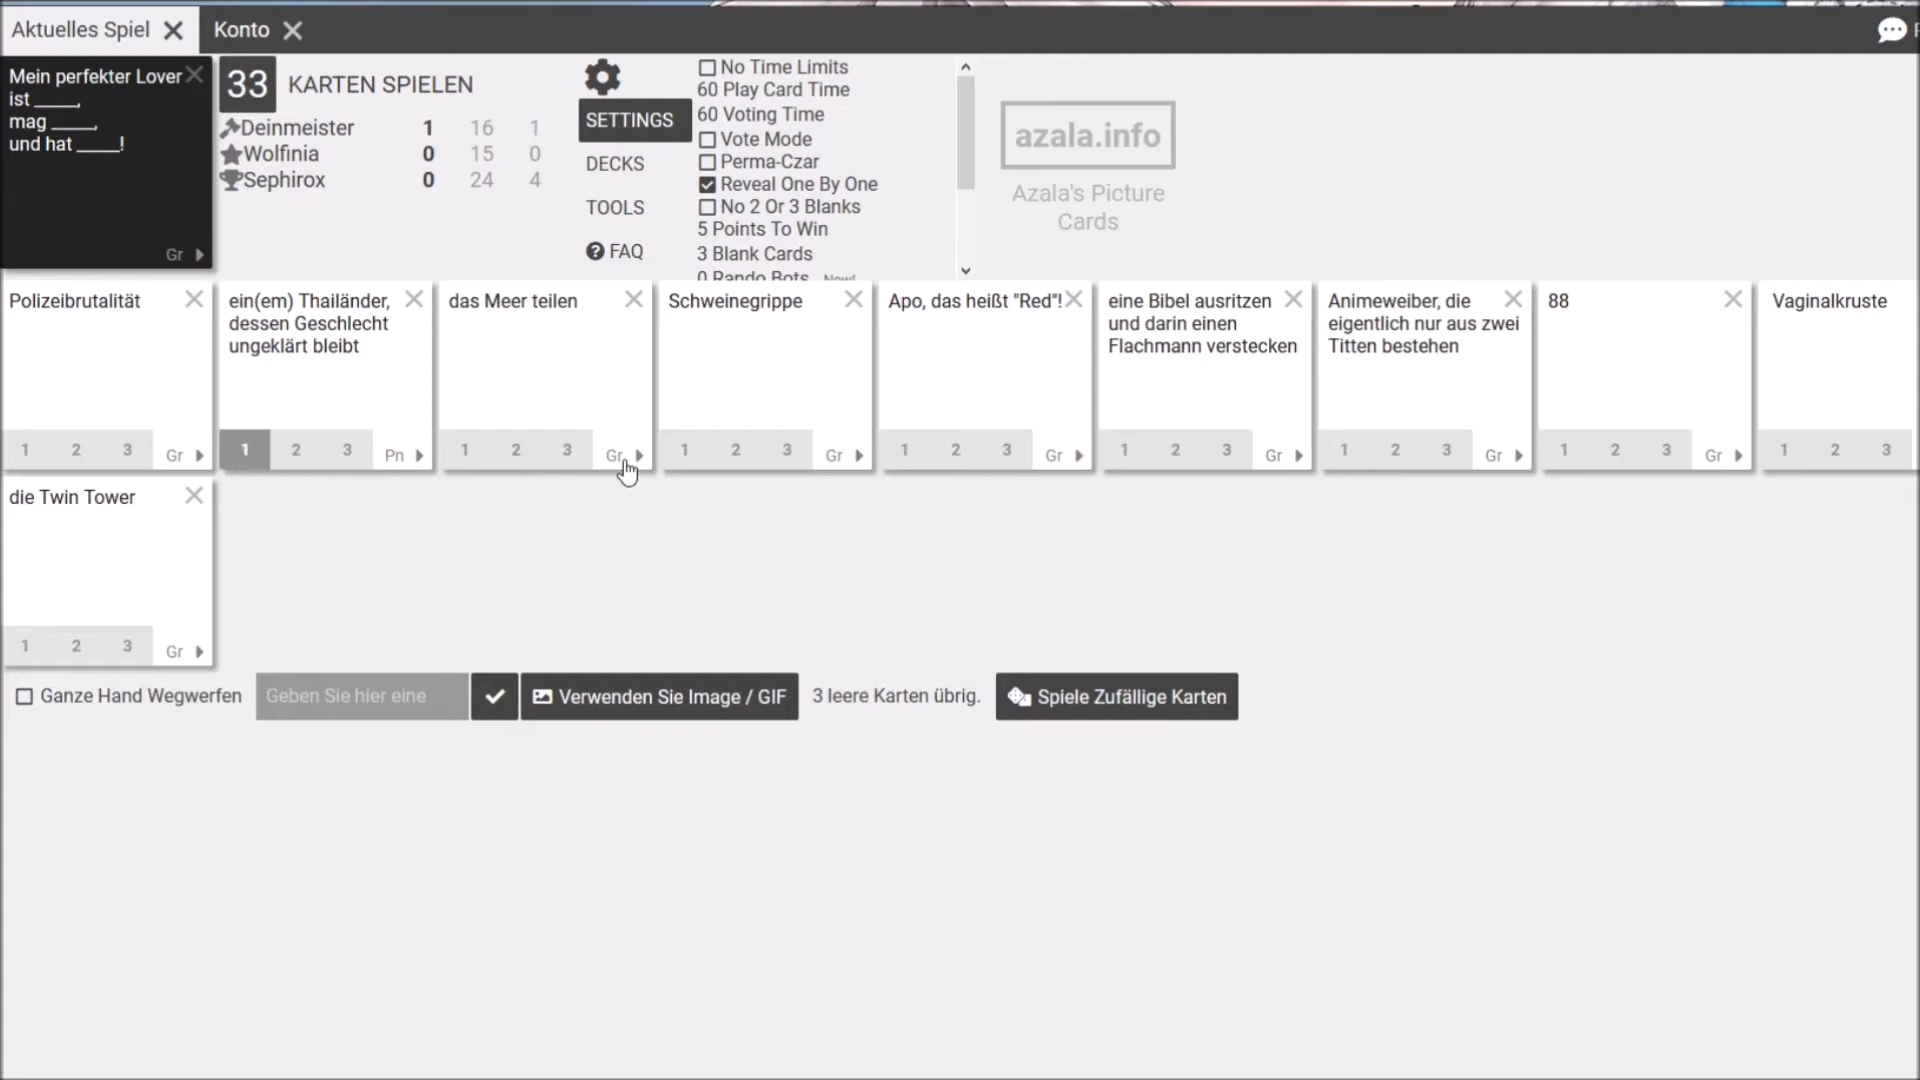 Aktuelles Spiel
Konto
Mein perfekter Lover
ist _____,
mag _____,
und hat _____!
Gr
33 KARTEN SPIELEN
Deinmeister 1 16 1
Wolfinia 0 15 0
Sephirox 0 24 4
SETTINGS
DECKS
TOOLS
FAQ
No Time Limits
60 Play Card Time
60 Voting Time
Vote Mode
Perma-Czar
Reveal One By One
No 2 Or 3 Blanks
5 Points To Win
3 Blank Cards
0 Rando Bots New!
azala.info
Azala's Picture
Cards
Polizeibrutalität
1 2 3 Gr
ein(em) Thailänder,
dessen Geschlecht
ungeklärt bleibt
1 2 3 Pn
das Meer teilen
1 2 3 Gr
Schweinegrippe
1 2 3 Gr
Apo, das heißt "Red"!
1 2 3 Gr
eine Bibel ausritzen
und darin einen
Flachmann verstecken
1 2 3 Gr
Animeweiber, die
eigentlich nur aus zwei
Titten bestehen
1 2 3 Gr
88
1 2 3 Gr
Vaginalkruste
1 2 3
die Twin Tower
1 2 3 Gr
Ganze Hand Wegwerfen
Geben Sie hier eine
Verwenden Sie Image / GIF
3 leere Karten übrig.
Spiele Zufällige Karten